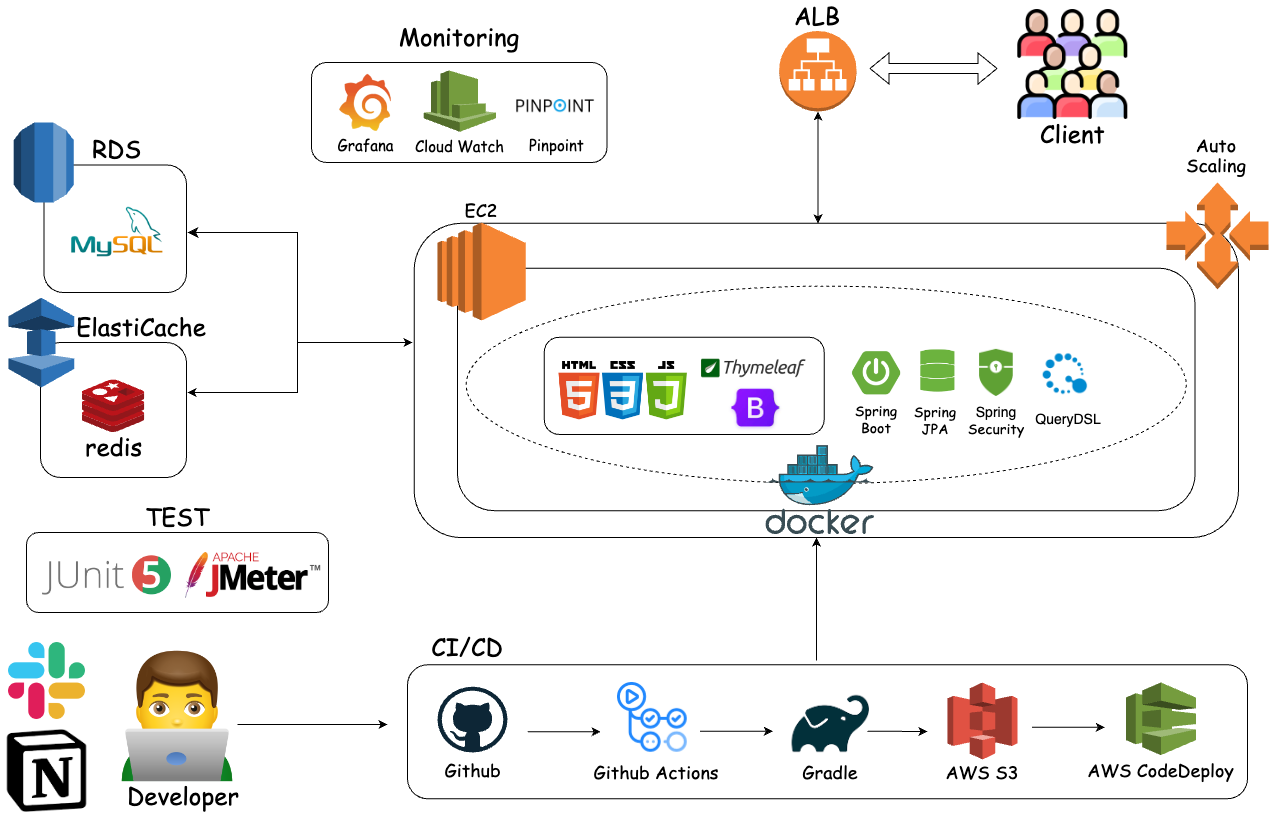 ALB
Monitoring
PINPOINT
Grafana
Cloud Watch
Pinpoint
Client
Auto
Scaling
RDS
MySQL
EC2
ElastiCache
redis
HTML
CSS
JS
5
3
J
Thymeleaf
B
Spring
Boot
Spring
JPA
Spring
Security
QueryDSL
docker
TEST
JUnit 5
APACHE
JMeter™
CI/CD
Github
Github Actions
Gradle
AWS S3
AWS CodeDeploy
N
Developer